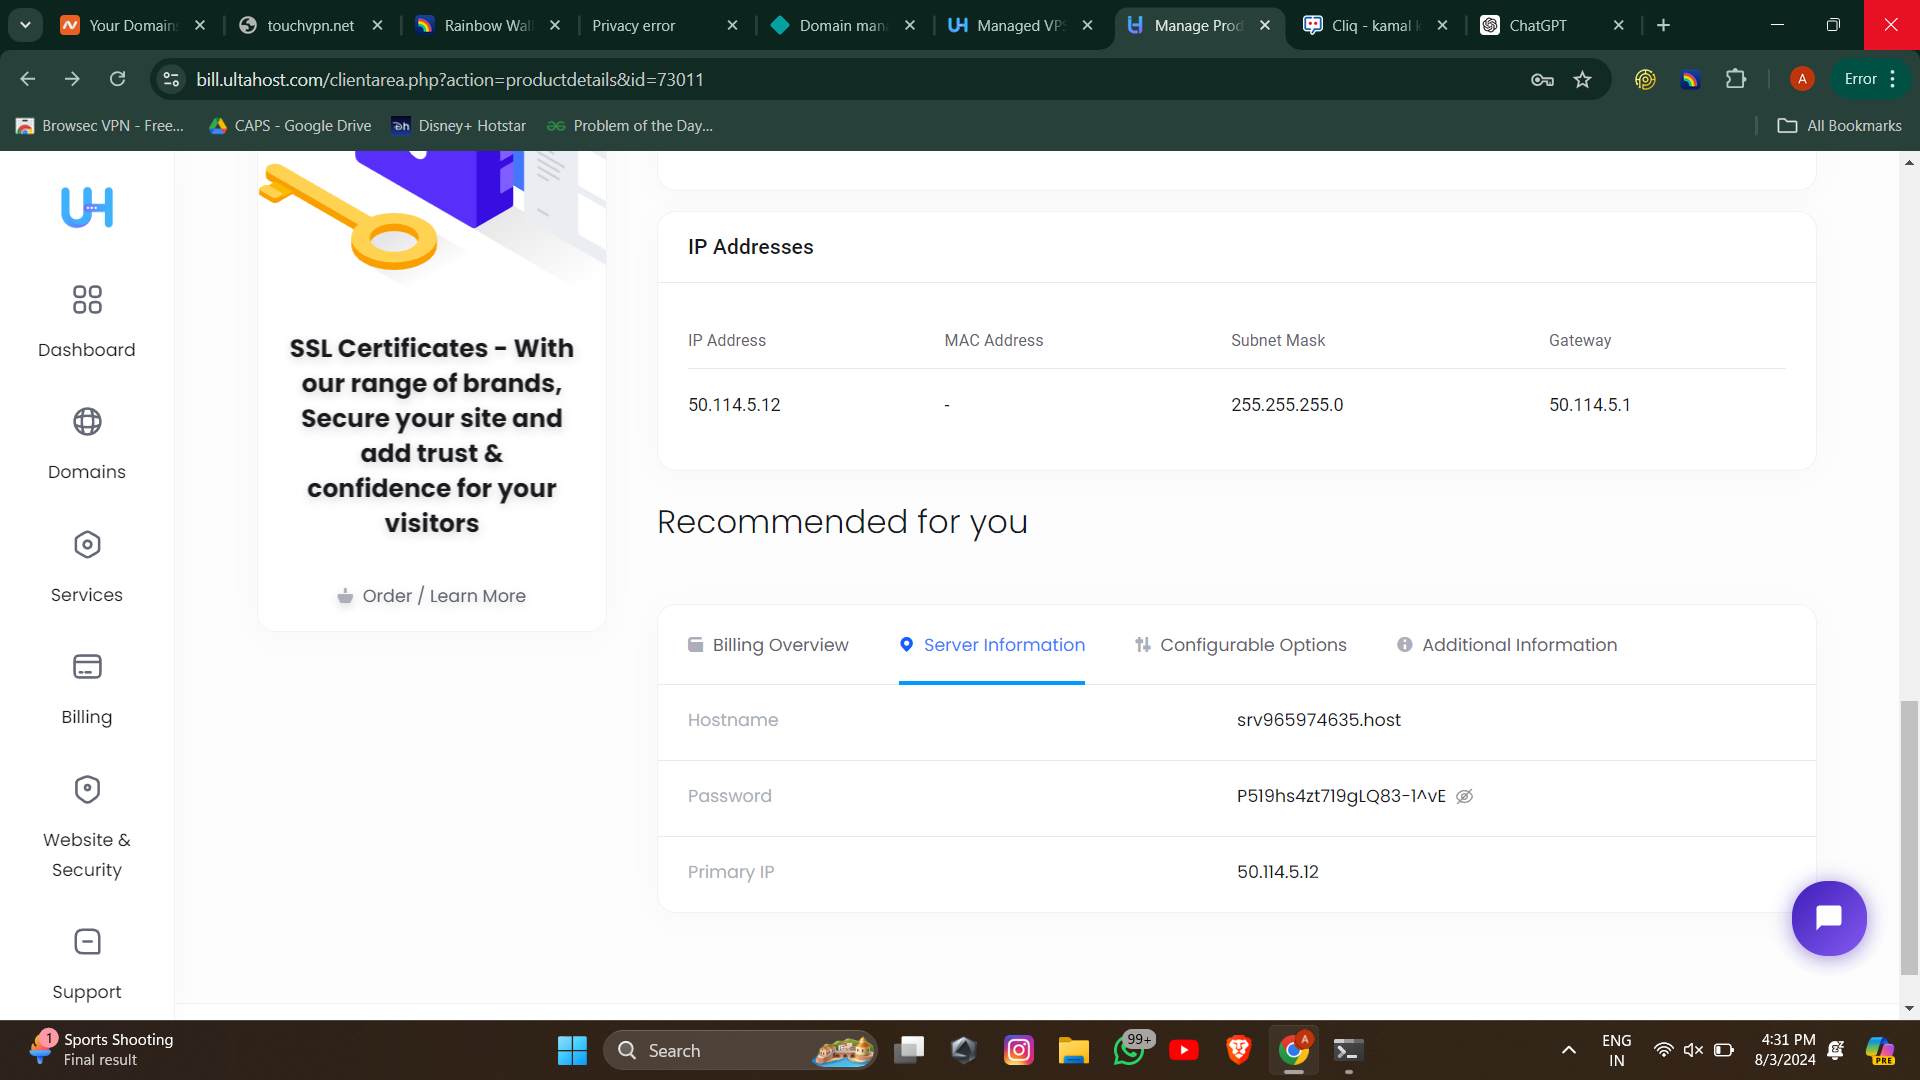 Your Domain
touchvpn.net
Rainbow Wal
Privacy error
Domain man
Managed VP
Manage Prod
Cliq - kamal k
ChatGPT
bill.ultahost.com/clientarea.php?action=productdetails&id=73011
A
Error
Browsec VPN - Free...
CAPS - Google Drive
Disney+ Hotstar
Problem of the Day...
All Bookmarks
UH
Dashboard
Domains
Services
Billing
Website &
Security
Support
SSL Certificates - With
our range of brands,
Secure your site and
add trust &
confidence for your
visitors
Order / Learn More
IP Addresses
IP Address MAC Address Subnet Mask Gateway
50.114.5.12 - 255.255.255.0 50.114.5.1
Recommended for you
Billing Overview Server Information Configurable Options Additional Information
Hostname srv965974635.host
Password P519hs4zt719gLQ83-1^vE
Primary IP 50.114.5.12
1
Sports Shooting
Final result
Search
99+
A
ENG
IN
4:31 PM
8/3/2024
PRE